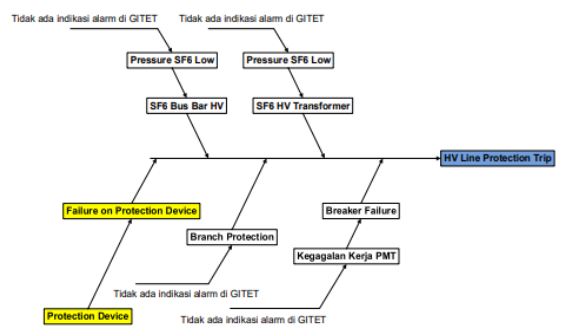 Tidak ada indikasi alarm di GITET
Tidak ada indikasi alarm di GITET
Pressure SF6 Low
Pressure SF6 Low
SF6 Bus Bar HV
SF6 HV Transformer
HV Line Protection Trip
Failure on Protection Device
Breaker Failure
Branch Protection
Kegagalan Kerja PMT
Tidak ada indikasi alarm di GITET
Protection Device
Tidak ada indikasi alarm di GITET